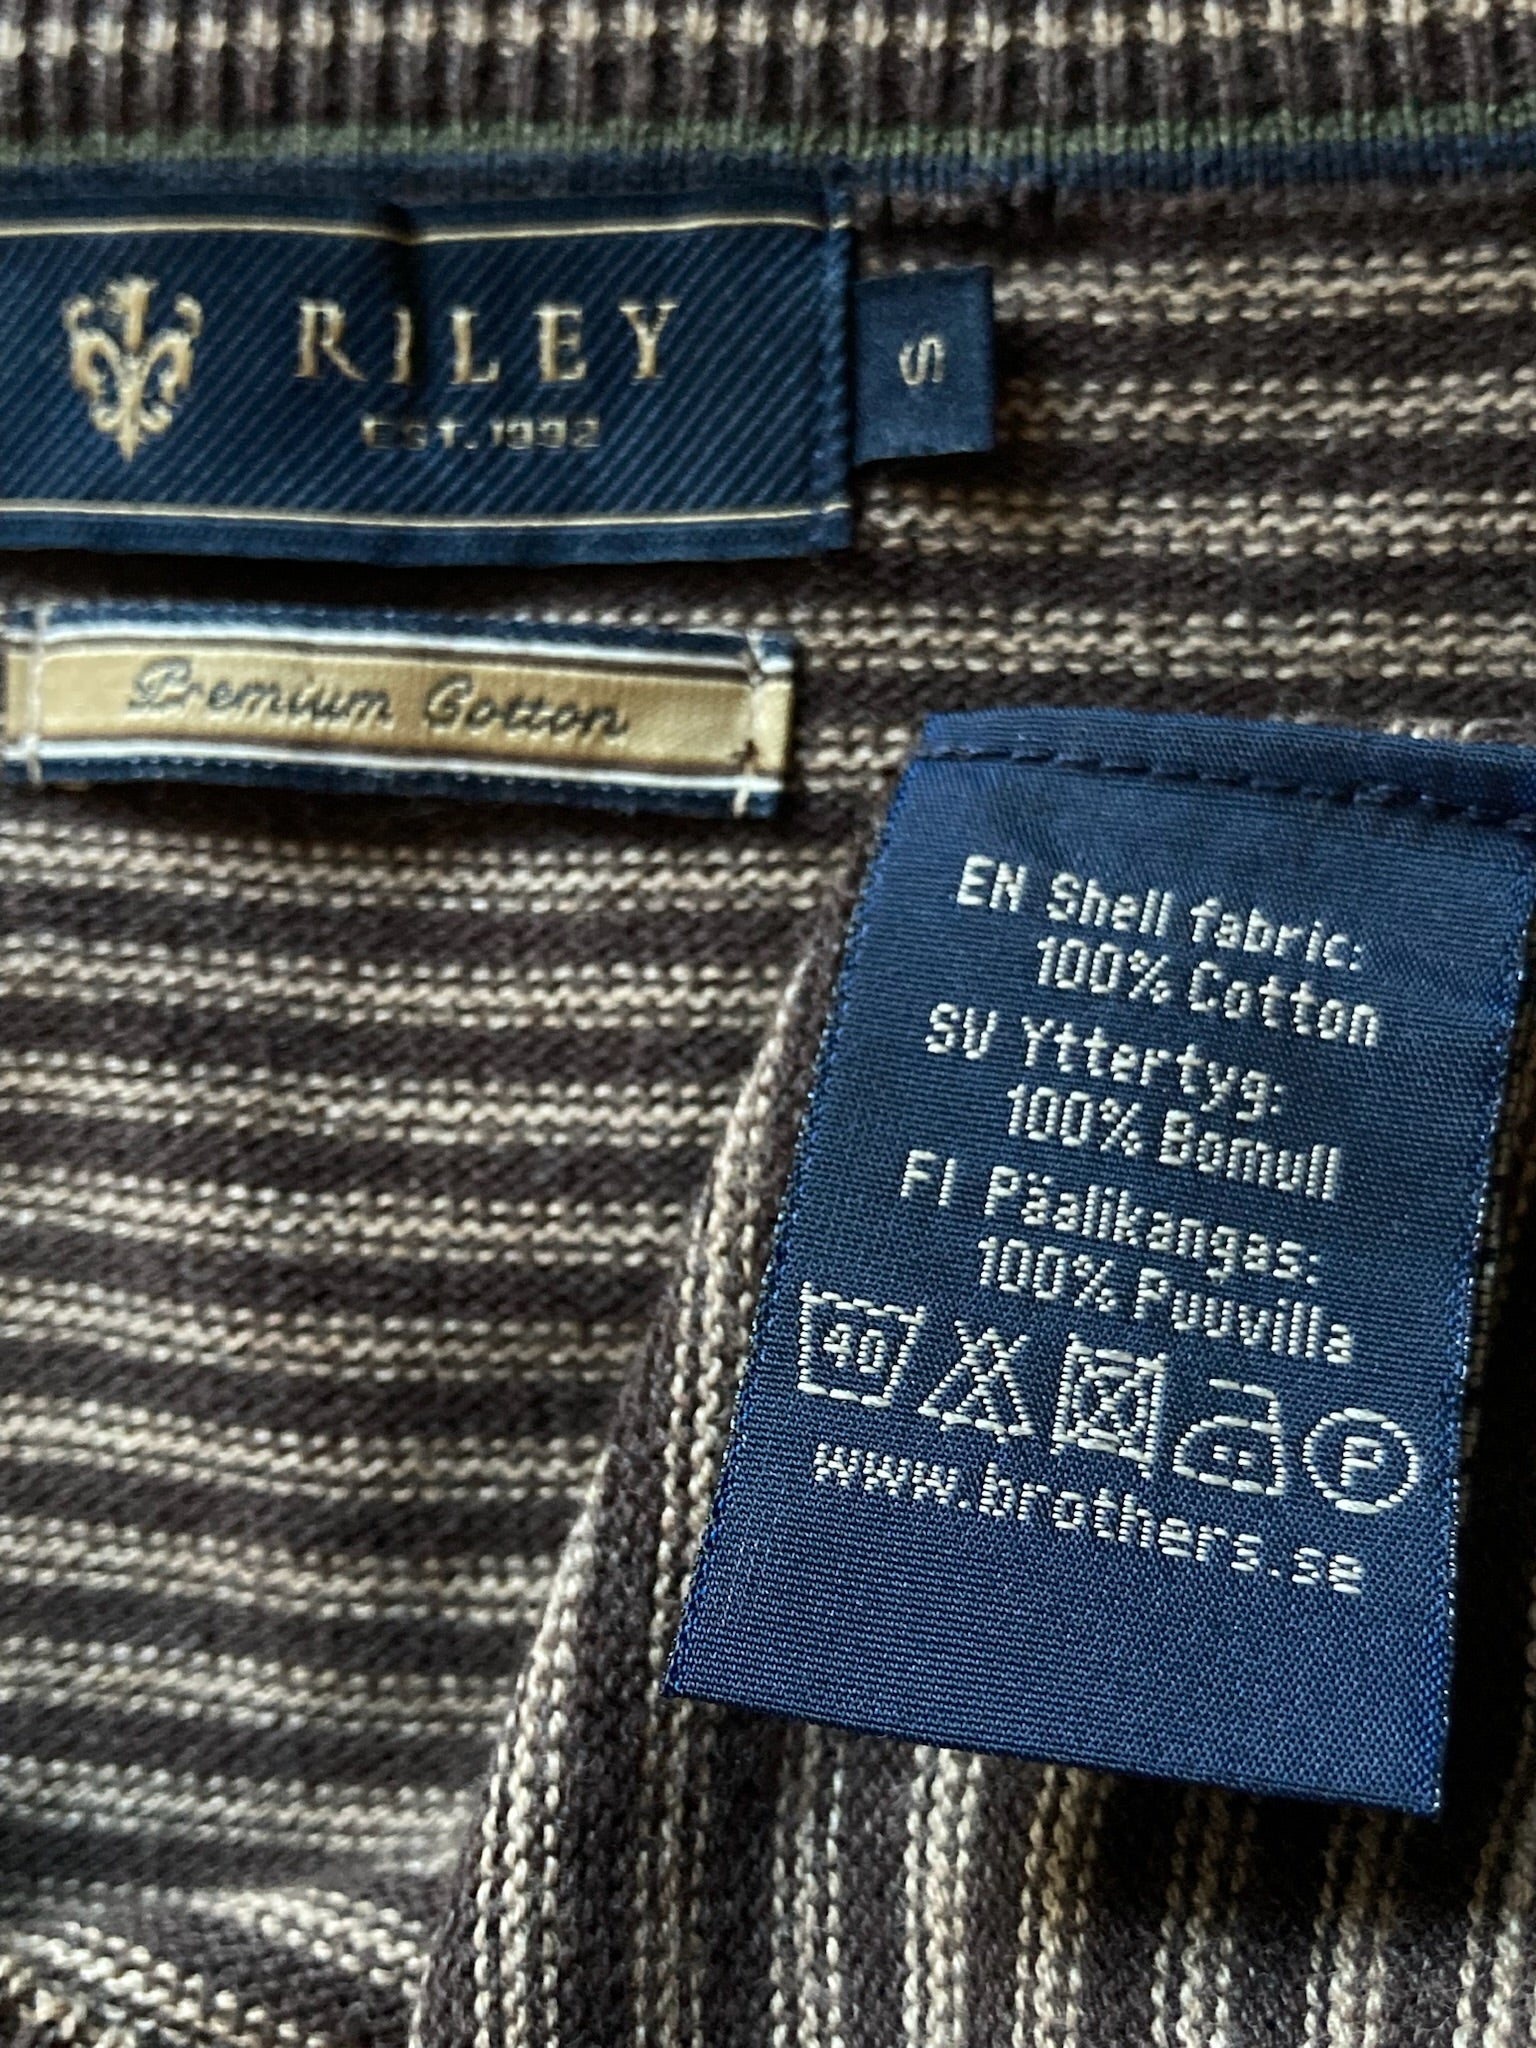 RILEY
EST. 1992
S
Premium Cotton
EN Shell fabric:
100% Cotton
SV Yttertyg:
100% Bomull
FI Päälikangas:
100% Puuvilla
40
P
www.brothers.se